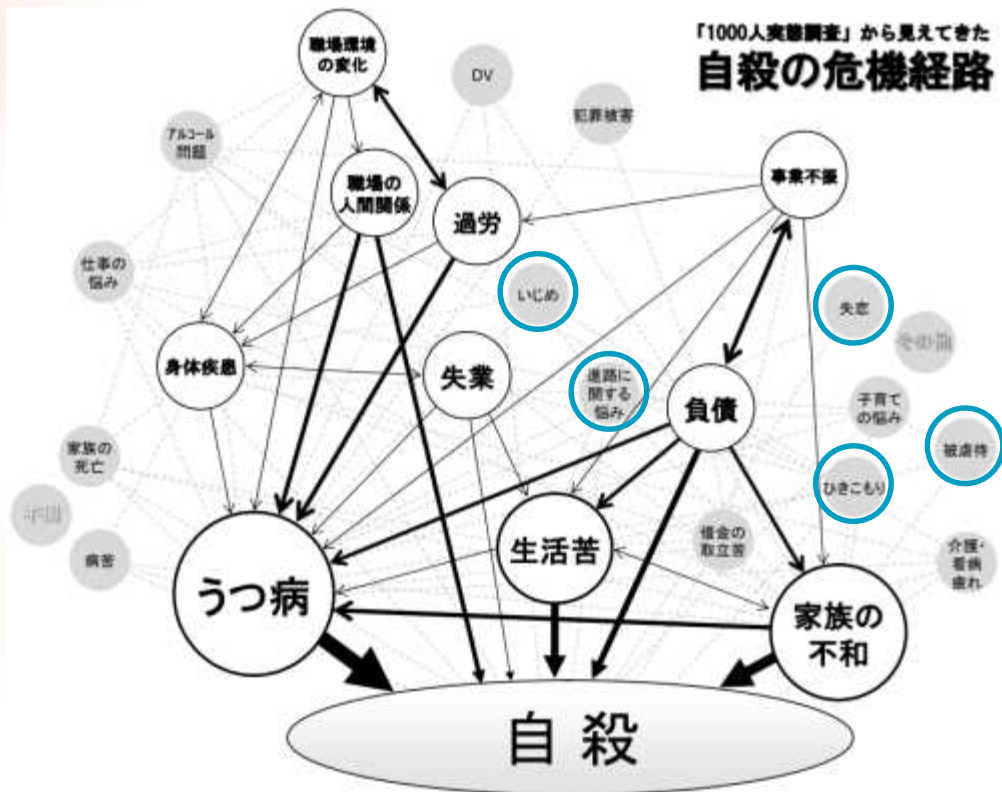 「1000人実態調査」から見えてきた
自殺の危機経路
職場環境
の変化
DV
犯罪被害
アルコール
問題
職場の
人間関係
過労
事業不振
仕事の
悩み
いじめ
失恋
身体疾患
失業
進路に
関する
悩み
負債
子育て
の悩み
家族の
死亡
被虐待
ひきこもり
病苦
うつ病
生活苦
借金の
取立苦
介護・
看病
疲れ
家族の
不和
自殺